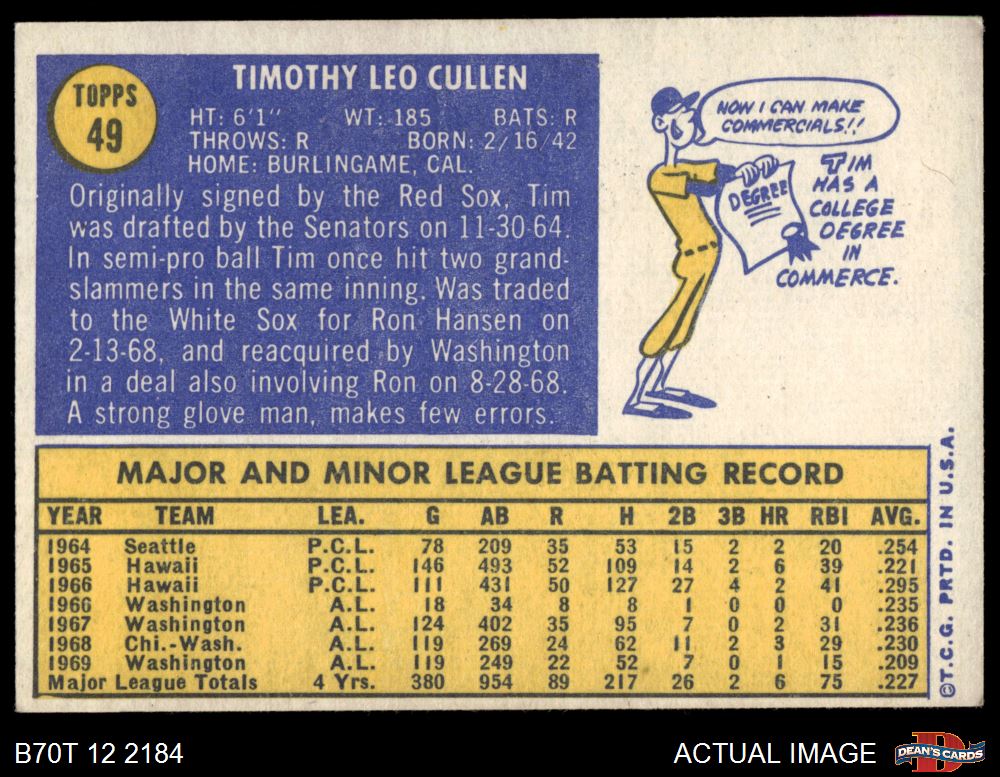 TOPPS
49
TIMOTHY LEO CULLEN
HT: 6'1" WT: 185 BATS: R
THROWS: R BORN: 2/16/42
HOME: BURLINGAME, CAL.
Originally signed by the Red Sox, Tim
was drafted by the Senators on 11-30-64.
In semi-pro ball Tim once hit two grand-
slammers in the same inning. Was traded
to the White Sox for Ron Hansen on
2-13-68, and reacquired by Washington
in a deal also involving Ron on 8-28-68.
A strong glove man, makes few errors.
NOW I CAN MAKE
COMMERCIALS!!
DEGREE
TIM
HAS A
COLLEGE
DEGREE
IN
COMMERCE.
MAJOR AND MINOR LEAGUE BATTING RECORD
YEAR TEAM LEA. G AB R H 2B 3B HR RBI AVG.
1964 Seattle P.C.L. 78 209 35 53 15 2 2 20 .254
1965 Hawaii P.C.L. 146 493 52 109 14 2 6 39 .221
1966 Hawaii P.C.L. 111 431 50 127 27 4 2 41 .295
1966 Washington A.L. 18 34 8 8 1 0 0 0 .235
1967 Washington A.L. 124 402 35 95 7 0 2 31 .236
1968 Chi.-Wash. A.L. 119 269 24 62 11 2 3 29 .230
1969 Washington A.L. 119 249 22 52 7 0 1 15 .209
Major League Totals 4 Yrs. 380 954 89 217 26 2 6 75 .227
©T.C.G. PRTD. IN U.S.A.
B70T 12 2184
ACTUAL IMAGE
DEAN'S CARDS